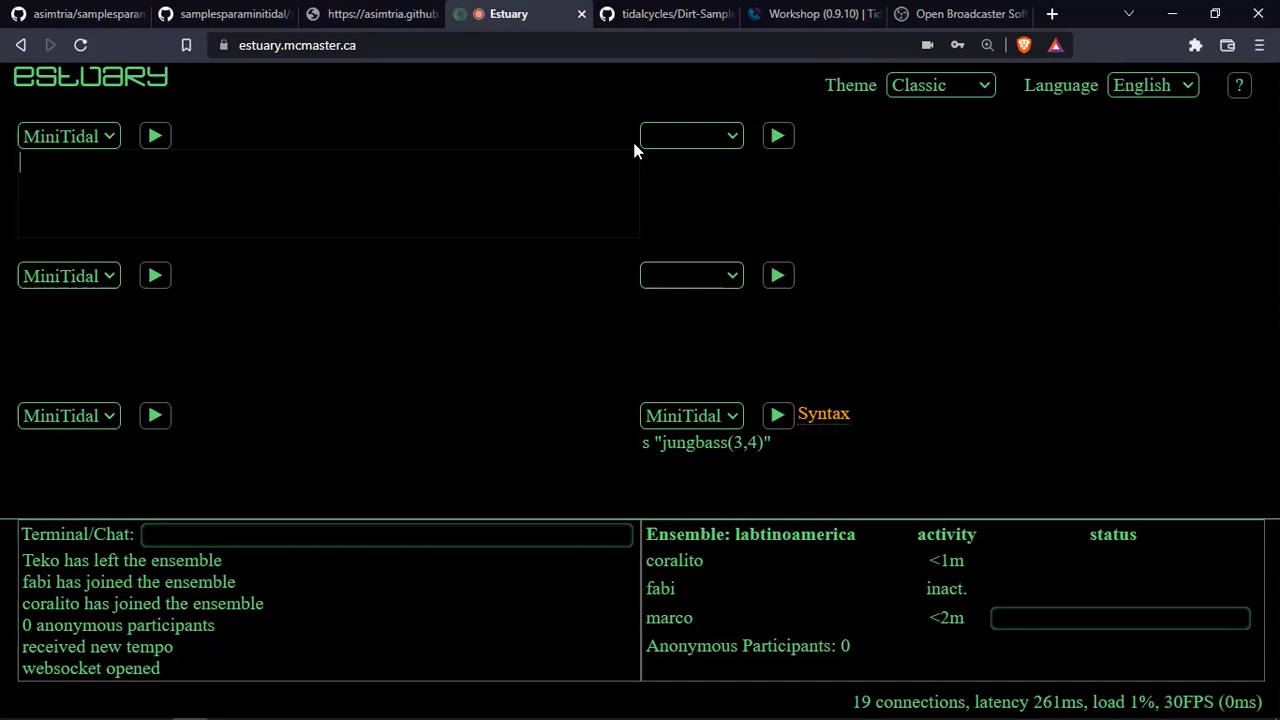 asimtria/samplespararr
samplesparaminitidal/s
https://asimtria.github
Estuary
tidalcycles/Dirt-Sample
Workshop (0.9.10) | Tid
Open Broadcaster Soft
estuary.mcmaster.ca
estuary
Theme Classic Language English ?
MiniTidal
MiniTidal
MiniTidal
MiniTidal Syntax
s "jungbass(3,4)"
Terminal/Chat:
Teko has left the ensemble
fabi has joined the ensemble
coralito has joined the ensemble
0 anonymous participants
received new tempo
websocket opened
Ensemble: labtinoamerica activity status
coralito <1m
fabi inact.
marco <2m
Anonymous Participants: 0
19 connections, latency 261ms, load 1%, 30FPS (0ms)